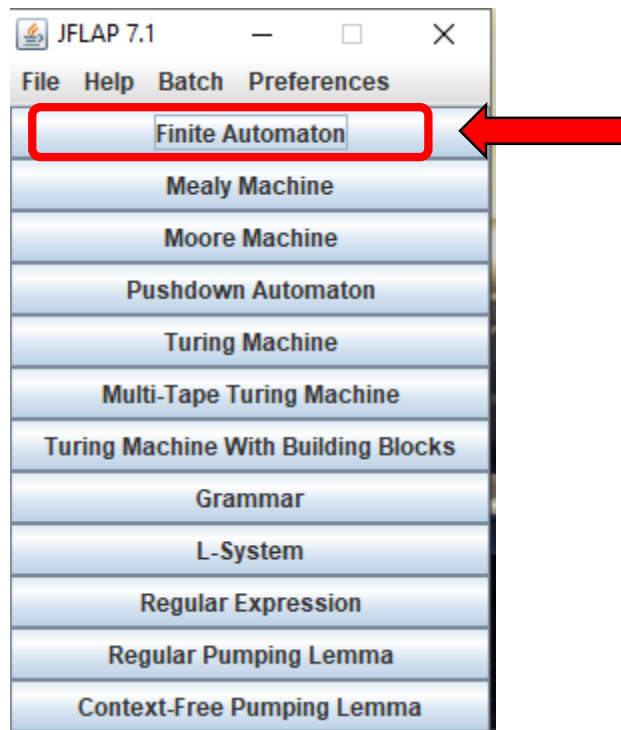 JFLAP 7.1
File Help Batch Preferences
Finite Automaton
Mealy Machine
Moore Machine
Pushdown Automaton
Turing Machine
Multi-Tape Turing Machine
Turing Machine With Building Blocks
Grammar
L-System
Regular Expression
Regular Pumping Lemma
Context-Free Pumping Lemma